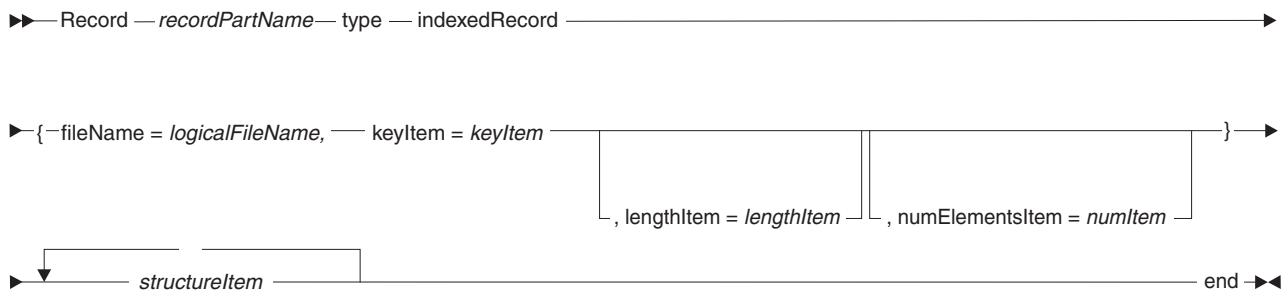 Record recordPartName type indexedRecord
{ fileName = logicalFileName, keyItem = keyItem }
, lengthItem = lengthItem , numElementsItem = numItem
structureItem end